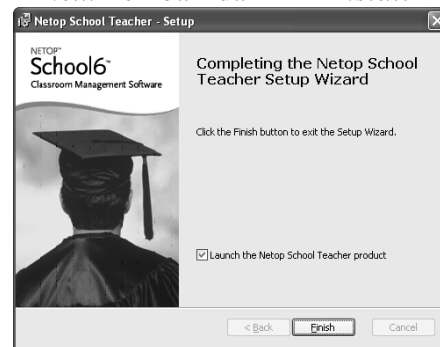 Netop School Teacher - Setup
NETOP™
School6™
Classroom Management Software
Completing the Netop School
Teacher Setup Wizard
Click the Finish button to exit the Setup Wizard.
Launch the Netop School Teacher product
< Back
Finish
Cancel